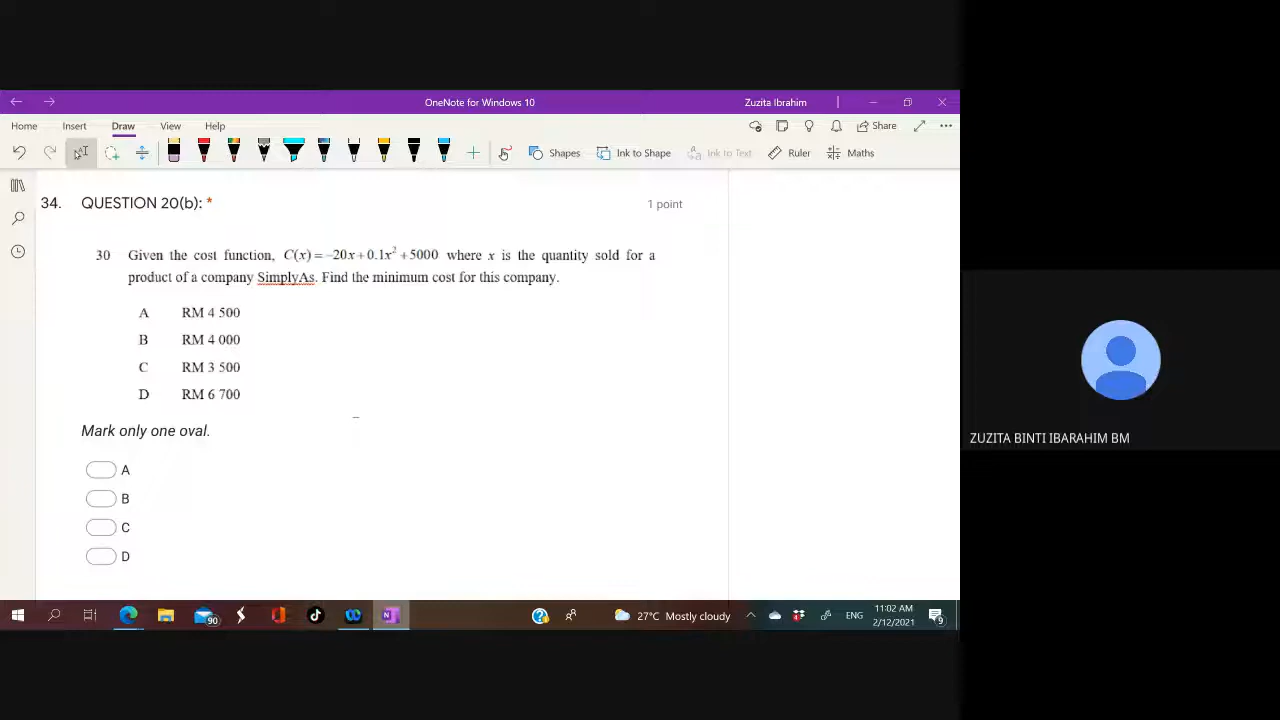 OneNote for Windows 10
Zuzita Ibrahim
Home Insert Draw View Help
Share
Shapes Ink to Shape Ink to Text Ruler Maths
34. QUESTION 20(b): *
1 point
30 Given the cost function, C(x) = −20x + 0.1x² + 5000 where x is the quantity sold for a
product of a company SimplyAs. Find the minimum cost for this company.
A RM 4 500
B RM 4 000
C RM 3 500
D RM 6 700
Mark only one oval.
A
B
C
D
ZUZITA BINTI IBARAHIM BM
90
27°C Mostly cloudy
ENG
11:02 AM
2/12/2021
9